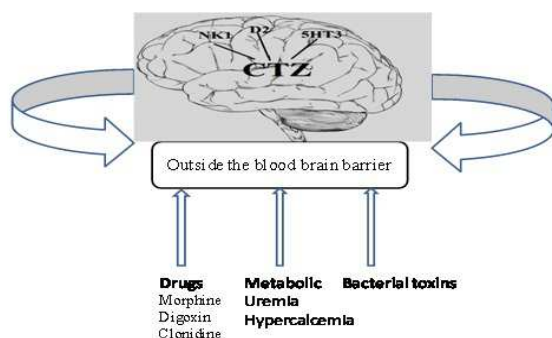 NK1 D2 5HT3
CTZ
Outside the blood brain barrier
Drugs Metabolic Bacterial toxins
Morphine Uremia
Digoxin Hypercalcemia
Clonidine